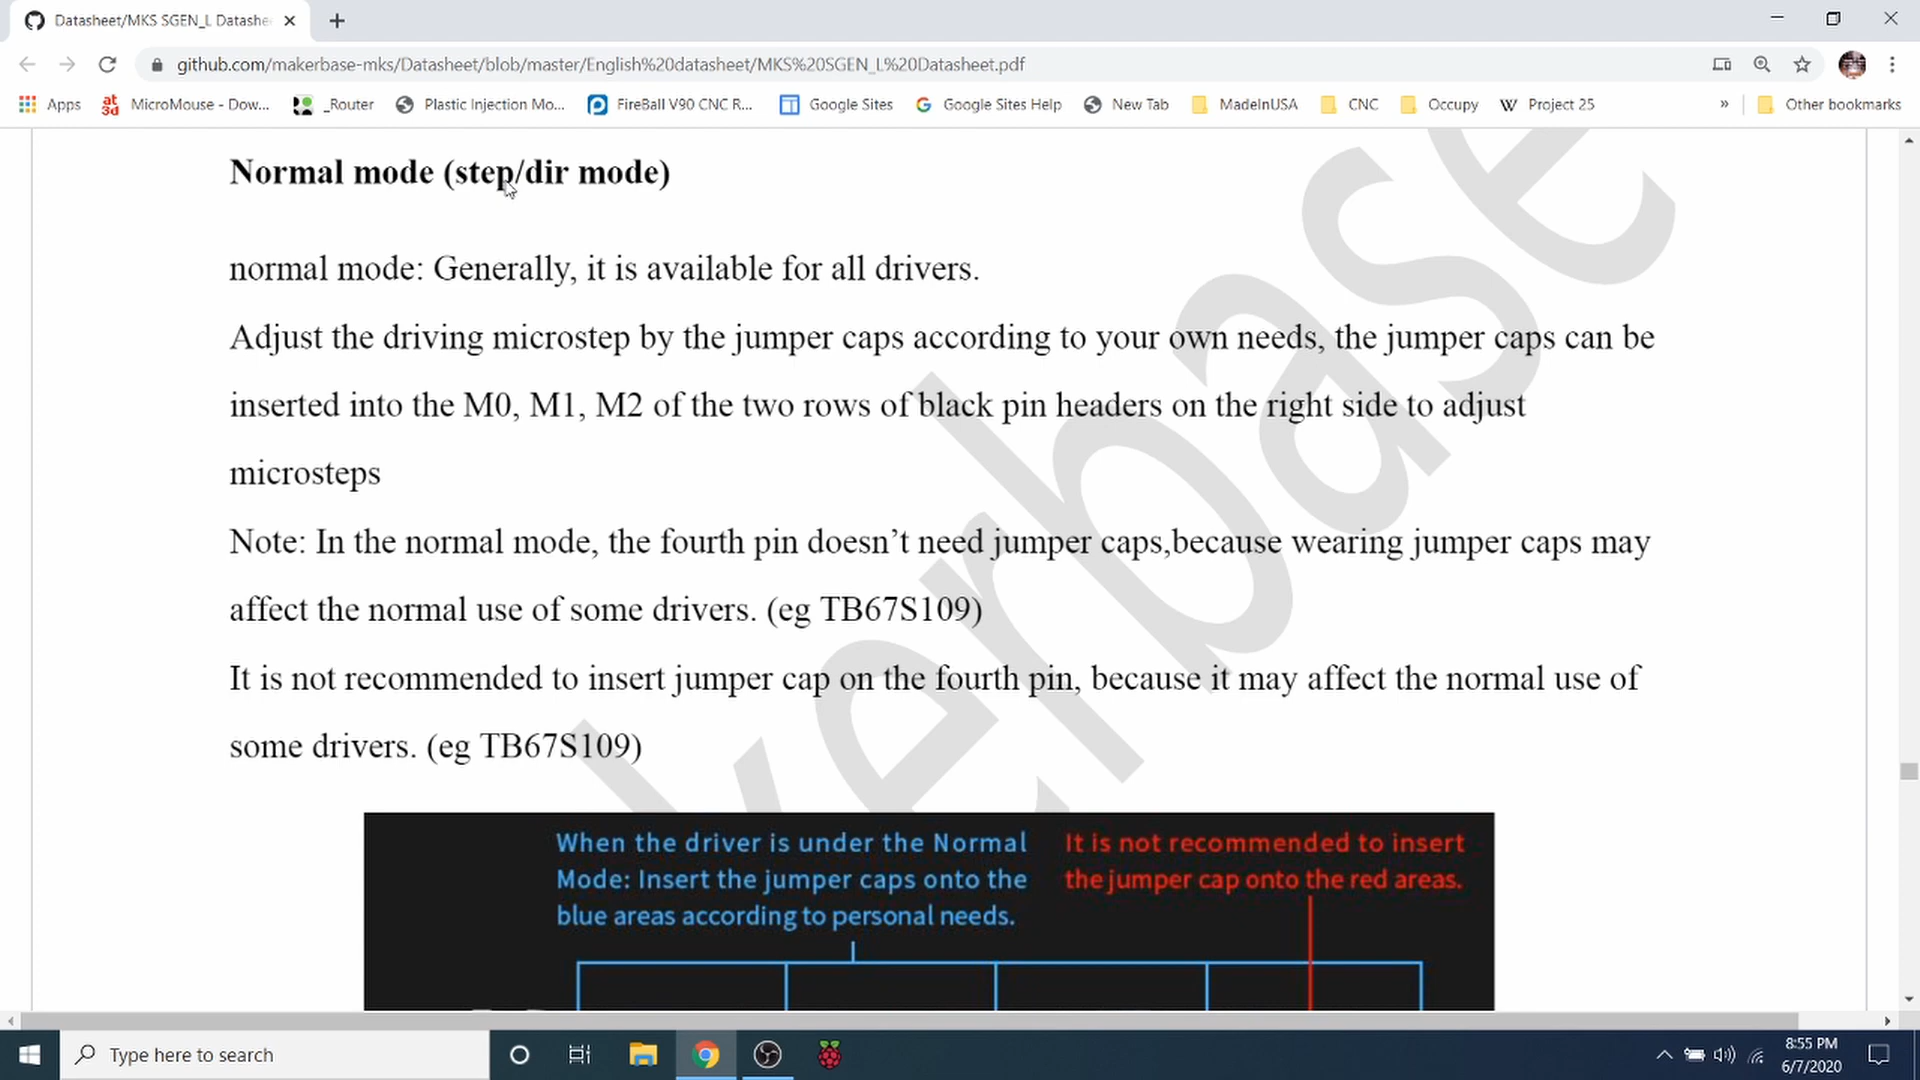 Datasheet/MKS SGEN_L Datashe
github.com/makerbase-mks/Datasheet/blob/master/English%20datasheet/MKS%20SGEN_L%20Datasheet.pdf
Apps MicroMouse - Dow... _Router Plastic Injection Mo... FireBall V90 CNC R... Google Sites Google Sites Help New Tab MadeInUSA CNC Occupy Project 25 » Other bookmarks
Normal mode (step/dir mode)
normal mode: Generally, it is available for all drivers.
Adjust the driving microstep by the jumper caps according to your own needs, the jumper caps can be
inserted into the M0, M1, M2 of the two rows of black pin headers on the right side to adjust
microsteps
Note: In the normal mode, the fourth pin doesn’t need jumper caps,because wearing jumper caps may
affect the normal use of some drivers. (eg TB67S109)
It is not recommended to insert jumper cap on the fourth pin, because it may affect the normal use of
some drivers. (eg TB67S109)
kerbase
When the driver is under the Normal
Mode: Insert the jumper caps onto the
blue areas according to personal needs.
It is not recommended to insert
the jumper cap onto the red areas.
Type here to search
8:55 PM
6/7/2020